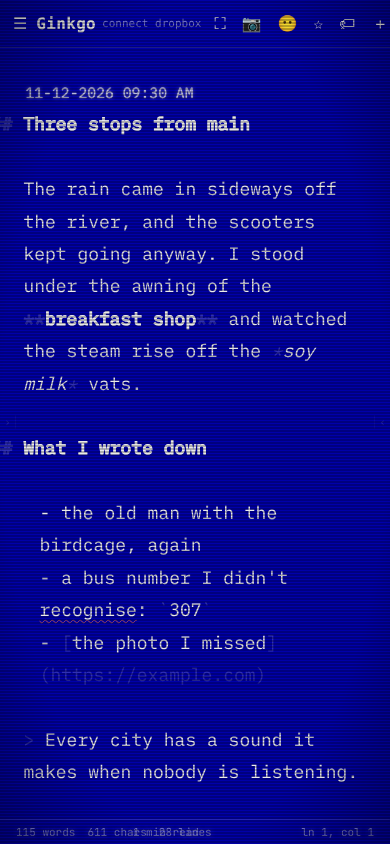 Ginkgo connect dropbox
11-12-2026 09:30 AM
# Three stops from main
The rain came in sideways off
the river, and the scooters
kept going anyway. I stood
under the awning of the
**breakfast shop** and watched
the steam rise off the *soy
milk* vats.
# What I wrote down
- the old man with the
birdcage, again
- a bus number I didn't
recognise: `307`
- [the photo I missed]
(https://example.com)
> Every city has a sound it
makes when nobody is listening.
115 words 611 chars ln 1, col 1